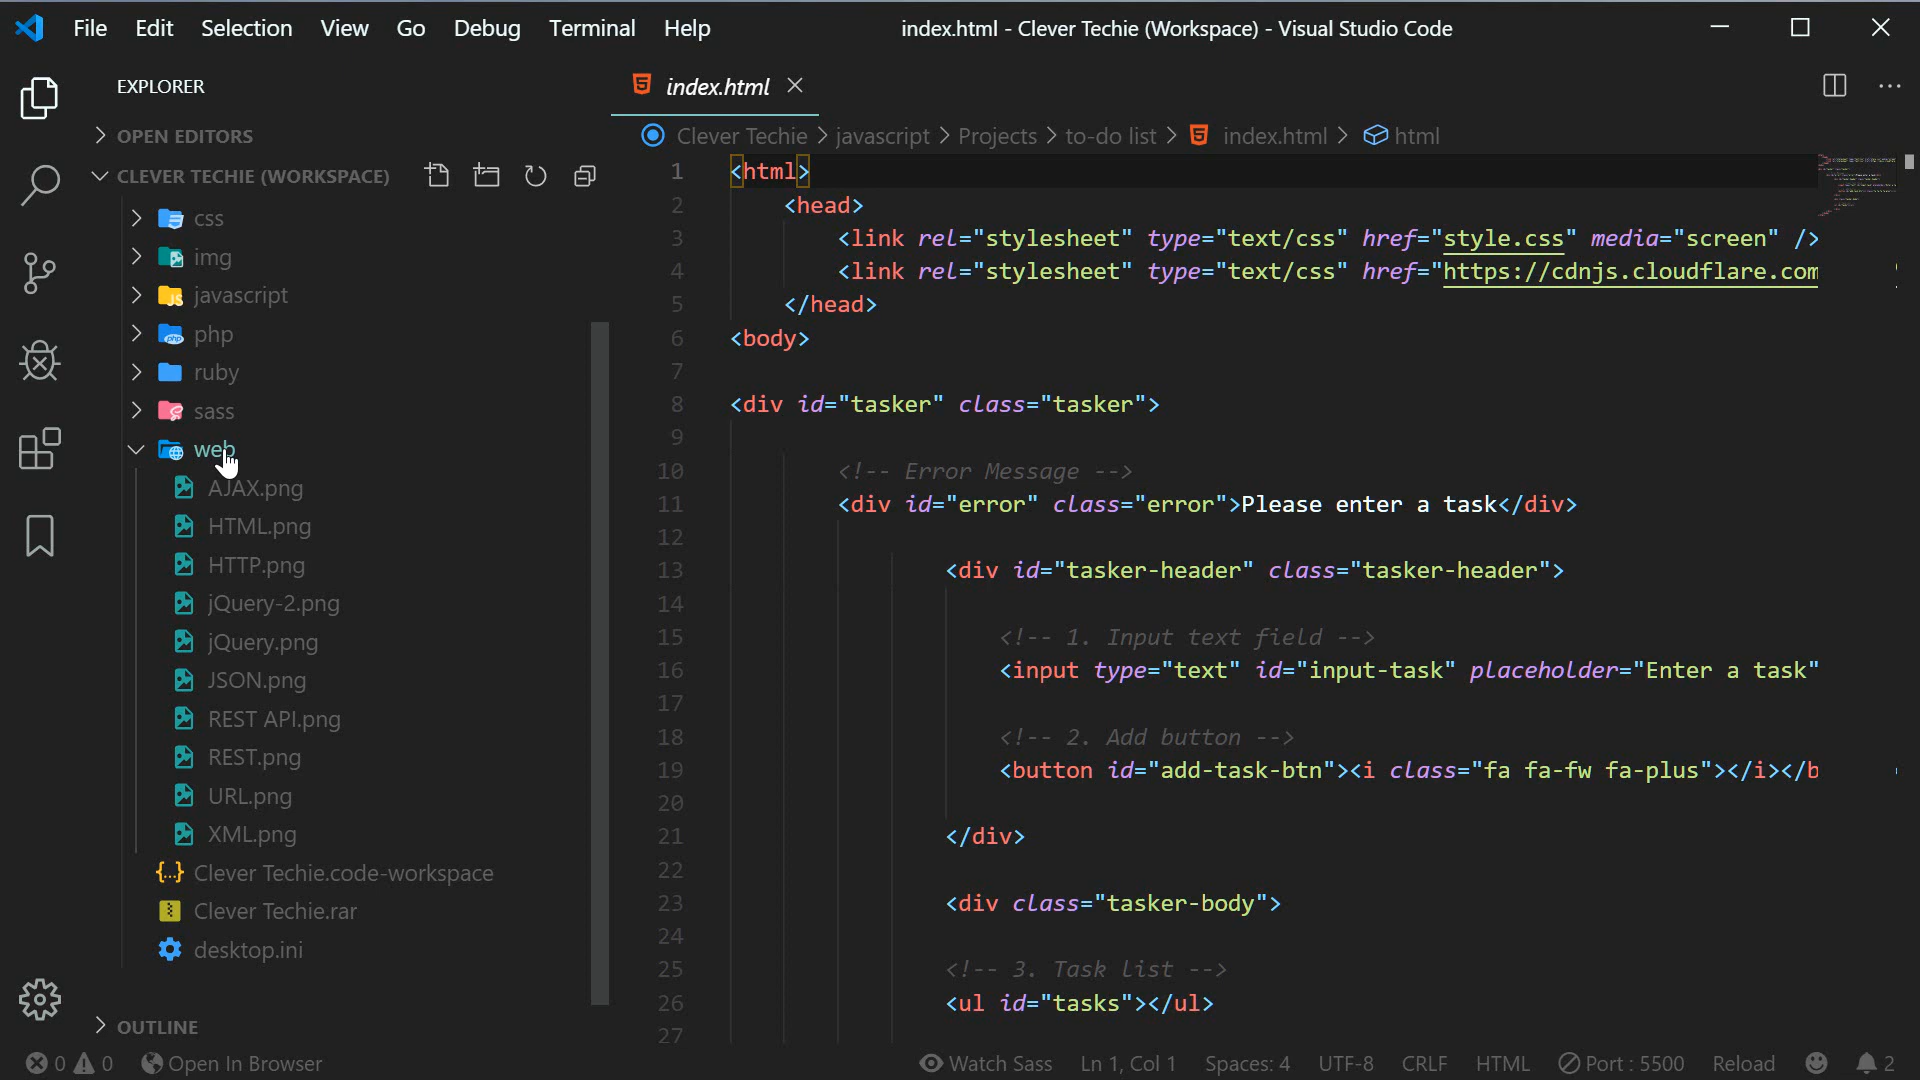 File Edit Selection View Go Debug Terminal Help index.html - Clever Techie (Workspace) - Visual Studio Code
EXPLORER
OPEN EDITORS
CLEVER TECHIE (WORKSPACE)
css
img
javascript
php
ruby
sass
web
AJAX.png
HTML.png
HTTP.png
jQuery-2.png
jQuery.png
JSON.png
REST API.png
REST.png
URL.png
XML.png
Clever Techie.code-workspace
Clever Techie.rar
desktop.ini
OUTLINE
index.html
Clever Techie > javascript > Projects > to-do list > index.html > html
1 <html>
2 <head>
3 <link rel="stylesheet" type="text/css" href="style.css" media="screen" />
4 <link rel="stylesheet" type="text/css" href="https://cdnjs.cloudflare.com
5 </head>
6 <body>
7
8 <div id="tasker" class="tasker">
9
10 <!-- Error Message -->
11 <div id="error" class="error">Please enter a task</div>
12
13 <div id="tasker-header" class="tasker-header">
14
15 <!-- 1. Input text field -->
16 <input type="text" id="input-task" placeholder="Enter a task"
17
18 <!-- 2. Add button -->
19 <button id="add-task-btn"><i class="fa fa-fw fa-plus"></i></b
20
21 </div>
22
23 <div class="tasker-body">
24
25 <!-- 3. Task list -->
26 <ul id="tasks"></ul>
27
0 0 Open In Browser Watch Sass Ln 1, Col 1 Spaces: 4 UTF-8 CRLF HTML Port : 5500 Reload 2